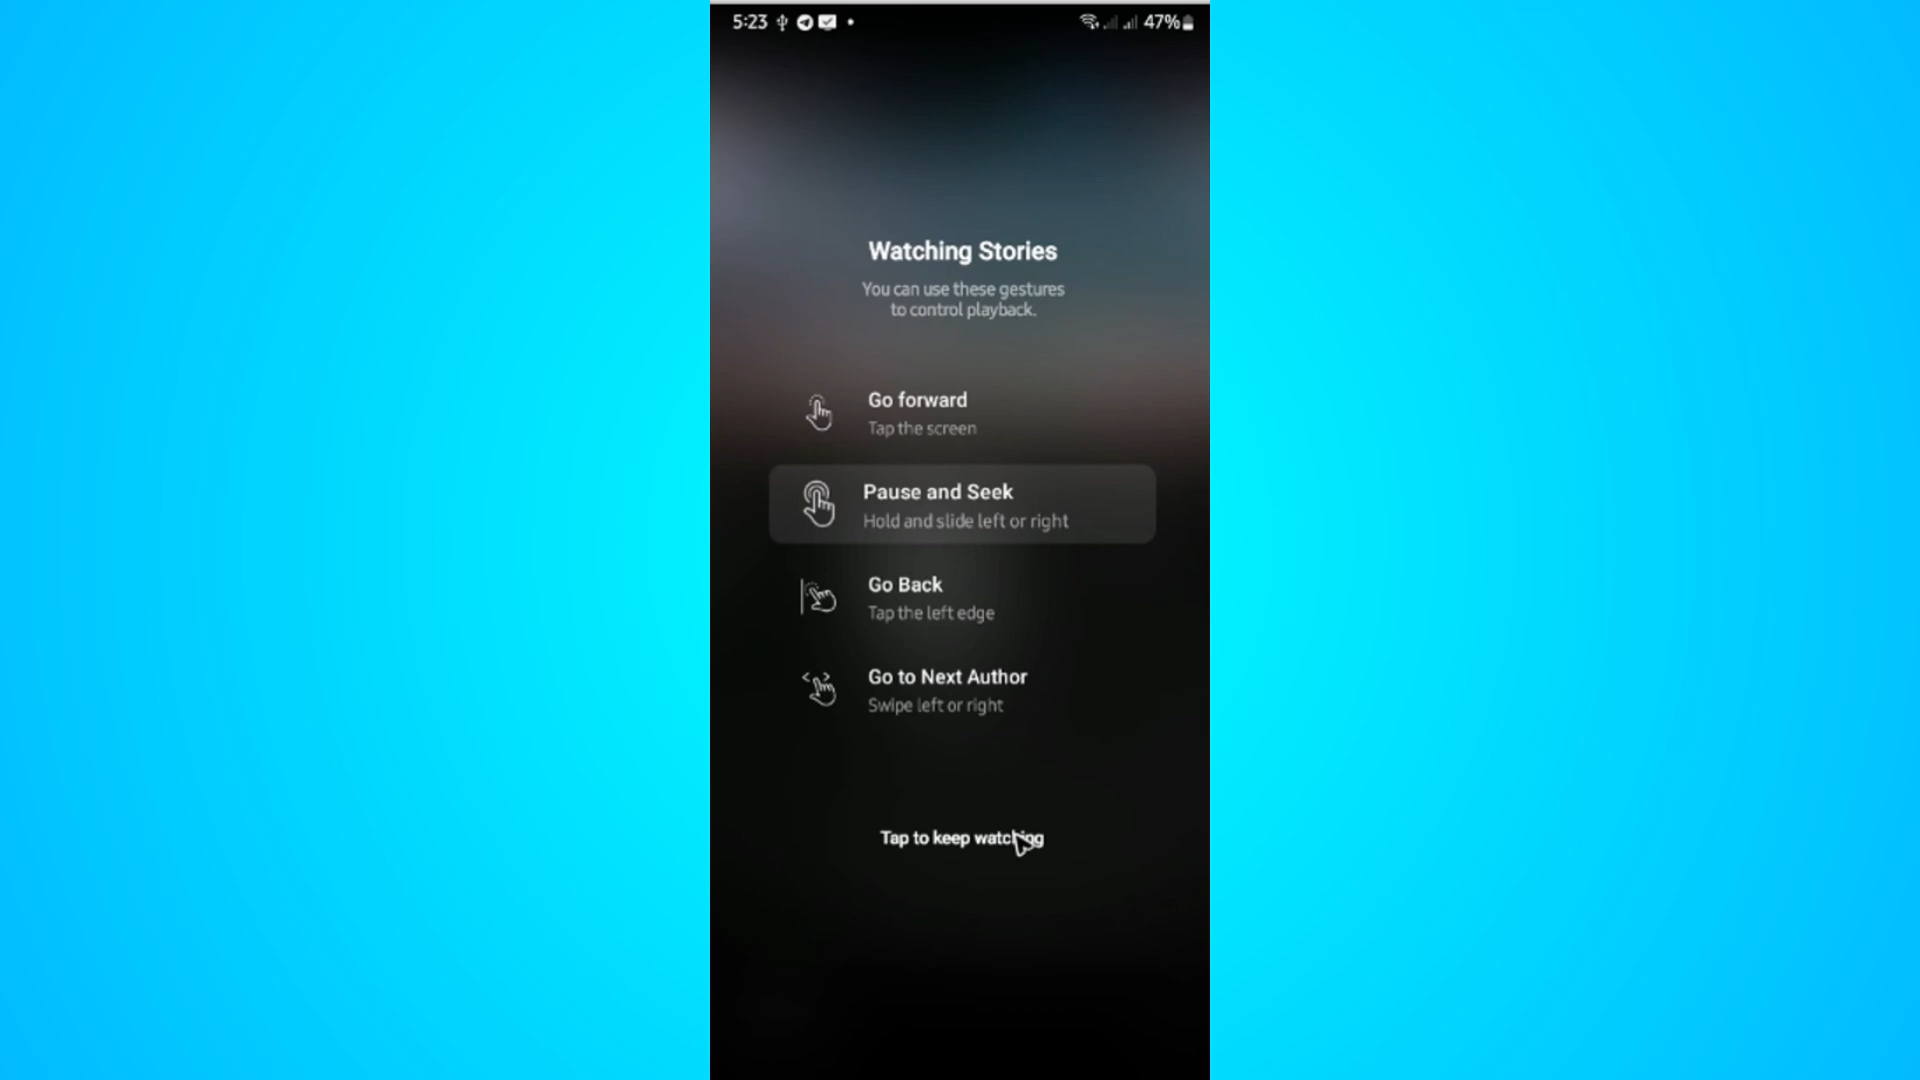 5:23
47%
Watching Stories
You can use these gestures
to control playback.
Go forward
Tap the screen
Pause and Seek
Hold and slide left or right
Go Back
Tap the left edge
Go to Next Author
Swipe left or right
Tap to keep watching